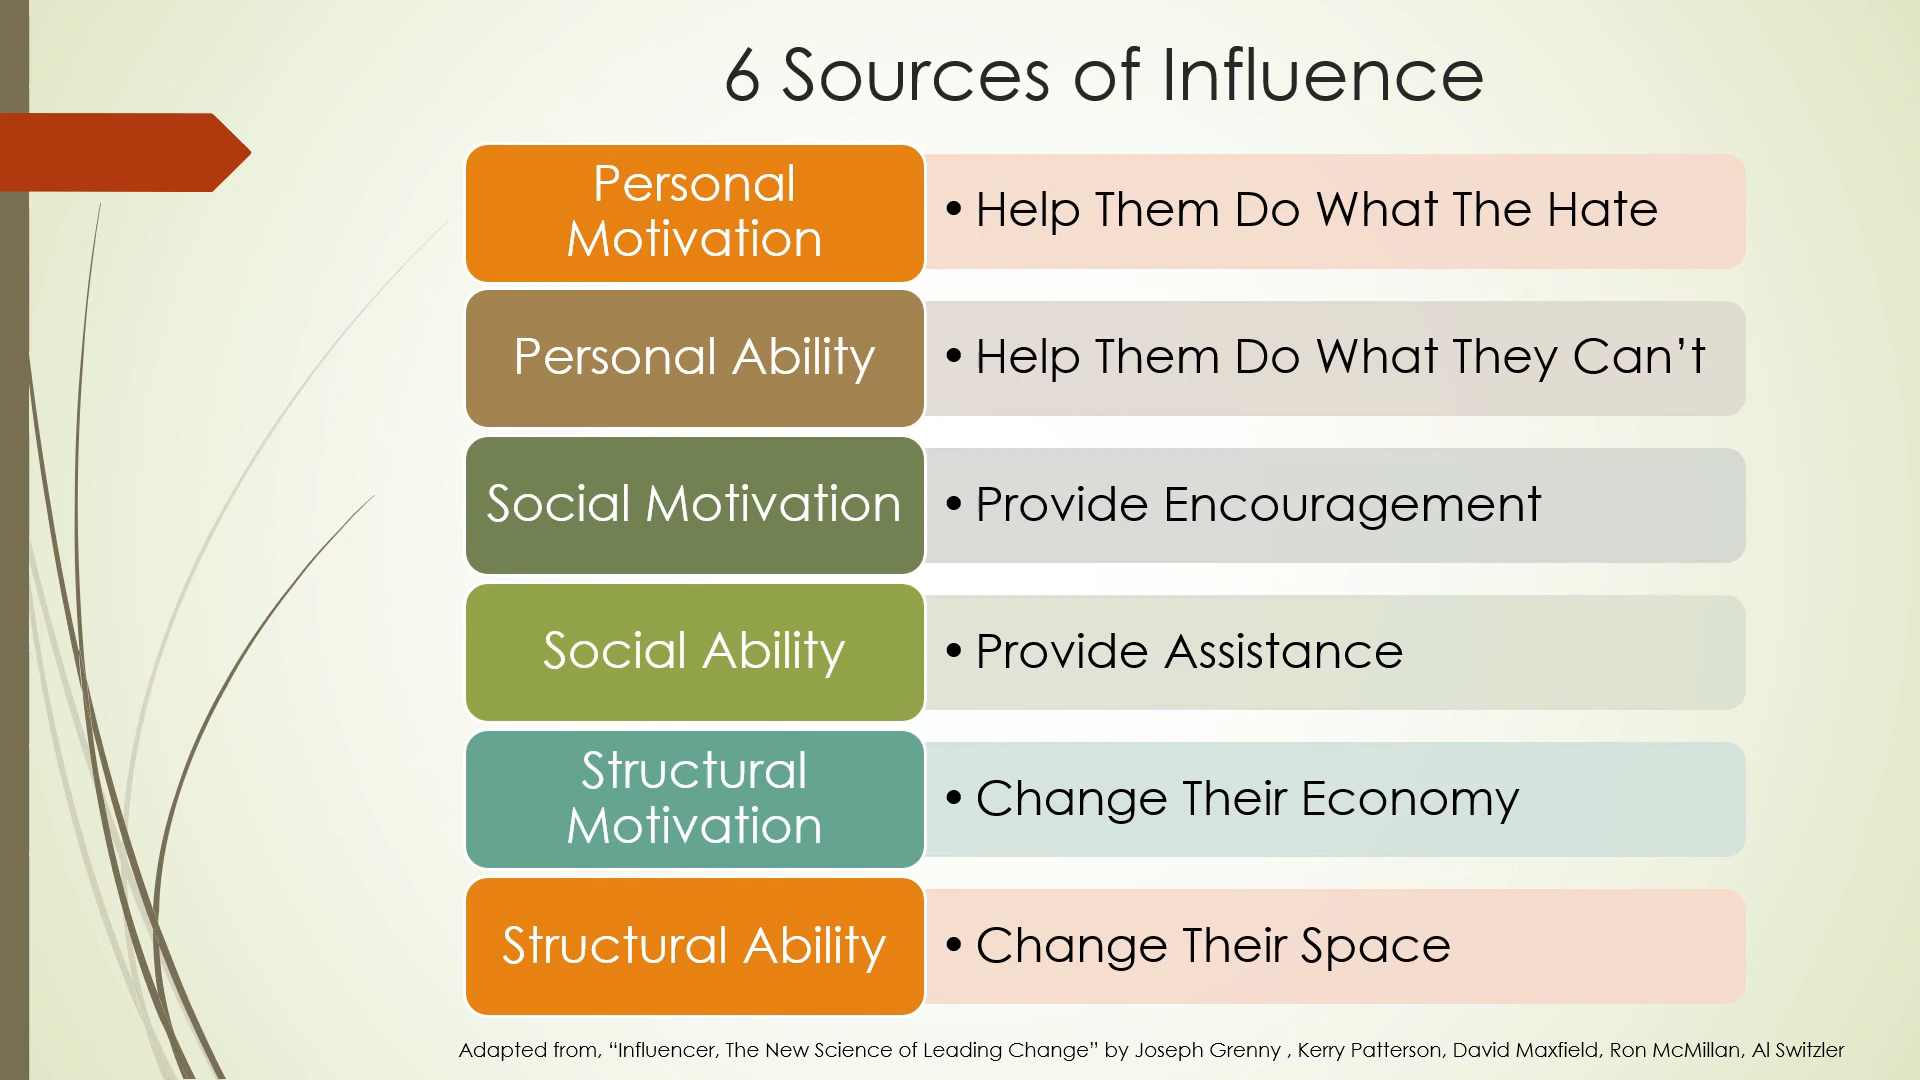 6 Sources of Influence
Personal
Motivation
• Help Them Do What The Hate
Personal Ability
• Help Them Do What They Can’t
Social Motivation
• Provide Encouragement
Social Ability
• Provide Assistance
Structural
Motivation
• Change Their Economy
Structural Ability
• Change Their Space
Adapted from, “Influencer, The New Science of Leading Change” by Joseph Grenny , Kerry Patterson, David Maxfield, Ron McMillan, Al Switzler